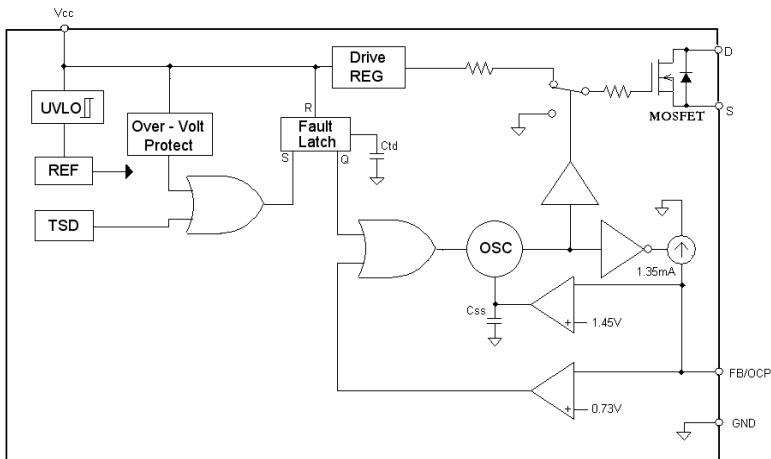 Vcc
Drive
REG
D
UVLO
R
S
MOSFET
Over - Volt
Protect
Fault
Latch
Ctd
S
Q
REF
TSD
OSC
1.35mA
Css
1.45V
FB/OCP
0.73V
GND